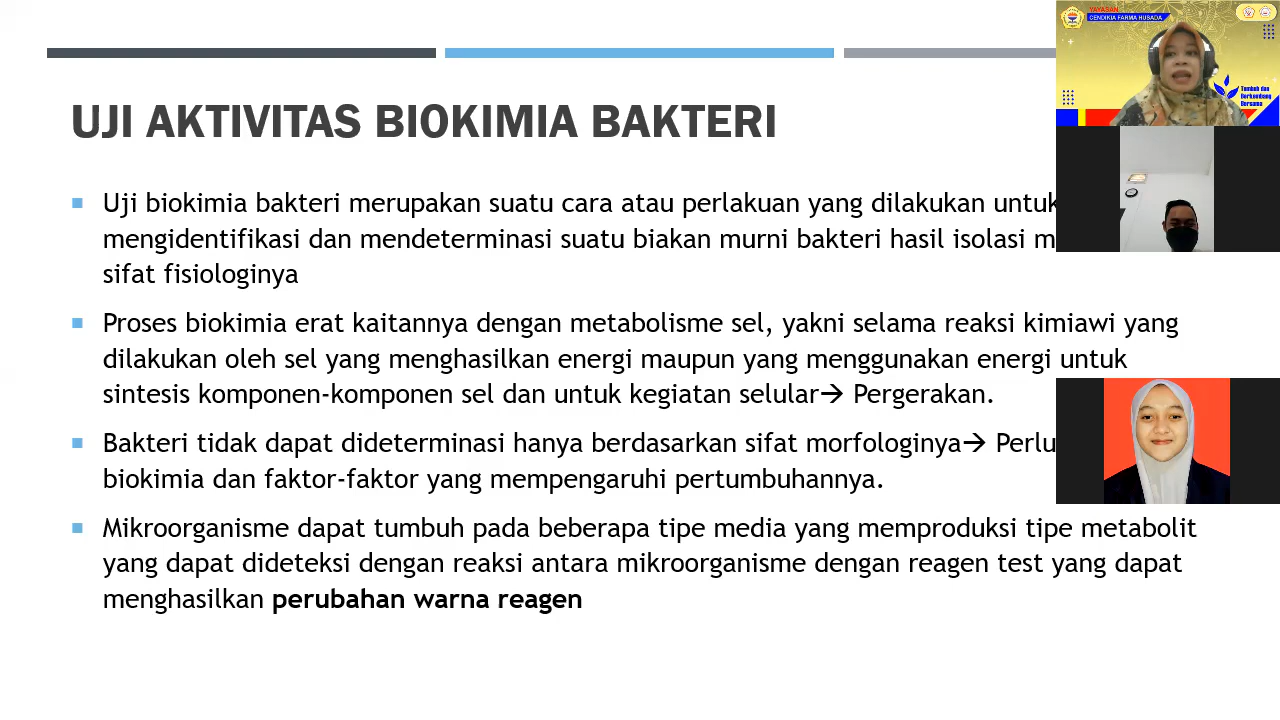 YAYASAN
CENDIKIA FARMA HUSADA
Tumbuh dan
Berkembang
Bersama
UJI AKTIVITAS BIOKIMIA BAKTERI
Uji biokimia bakteri merupakan suatu cara atau perlakuan yang dilakukan untuk
mengidentifikasi dan mendeterminasi suatu biakan murni bakteri hasil isolasi m
sifat fisiologinya
Proses biokimia erat kaitannya dengan metabolisme sel, yakni selama reaksi kimiawi yang
dilakukan oleh sel yang menghasilkan energi maupun yang menggunakan energi untuk
sintesis komponen-komponen sel dan untuk kegiatan selular→ Pergerakan.
Bakteri tidak dapat dideterminasi hanya berdasarkan sifat morfologinya→ Perlu
biokimia dan faktor-faktor yang mempengaruhi pertumbuhannya.
Mikroorganisme dapat tumbuh pada beberapa tipe media yang memproduksi tipe metabolit
yang dapat dideteksi dengan reaksi antara mikroorganisme dengan reagen test yang dapat
menghasilkan perubahan warna reagen